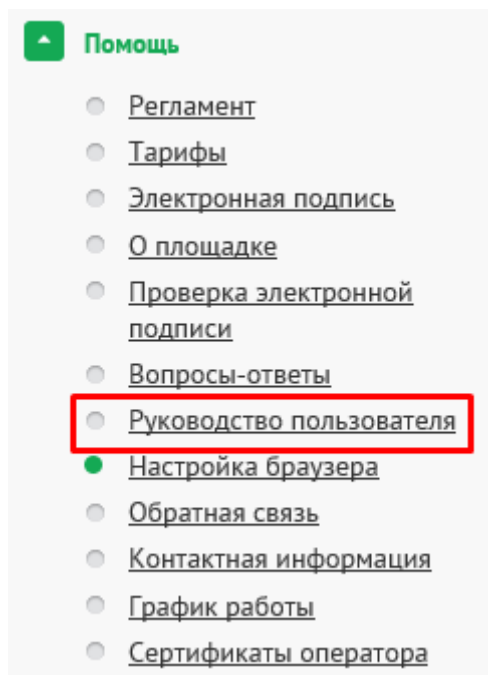 Помощь
Регламент
Тарифы
Электронная подпись
О площадке
Проверка электронной
подписи
Вопросы-ответы
Руководство пользователя
Настройка браузера
Обратная связь
Контактная информация
График работы
Сертификаты оператора